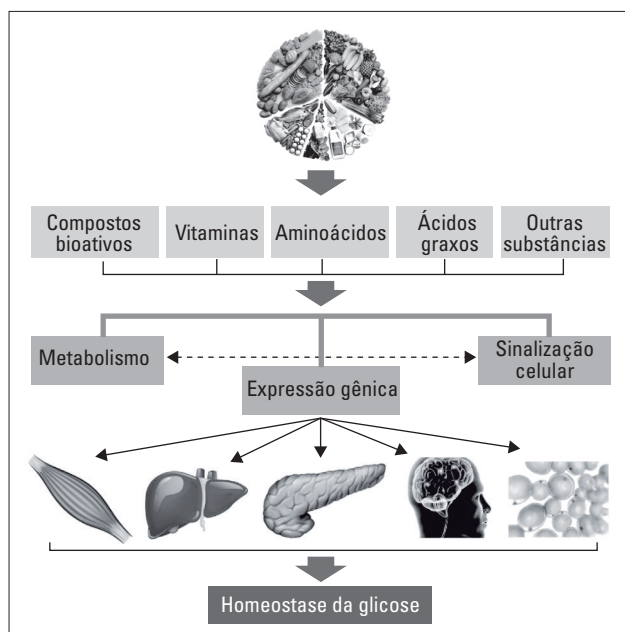 Compostos
bioativos
Vitaminas
Aminoácidos
Ácidos
graxos
Outras
substâncias
Metabolismo
Expressão gênica
Sinalização
celular
Homeostase da glicose